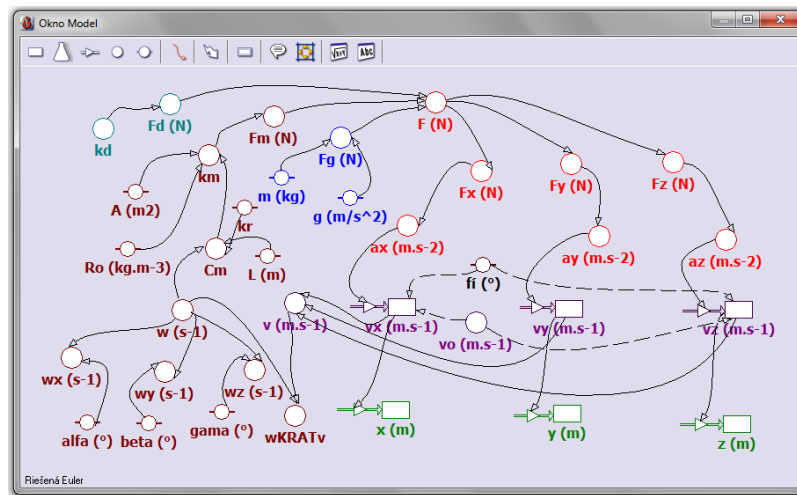 Okno Model
TEXT
ABC
Fd (N)
kd
Fm (N)
F (N)
km
Fg (N)
Fx (N)
Fy (N)
Fz (N)
A (m2)
m (kg)
g (m/s^2)
kr
Ro (kg.m-3)
Cm
L (m)
ax (m.s-2)
ay (m.s-2)
az (m.s-2)
fí (°)
w (s-1)
v (m.s-1)
vx (m.s-1)
vo (m.s-1)
vy (m.s-1)
vz (m.s-1)
wx (s-1)
wy (s-1)
wz (s-1)
alfa (°)
beta (°)
gama (°)
wKRATv
x (m)
y (m)
z (m)
Riešená Euler